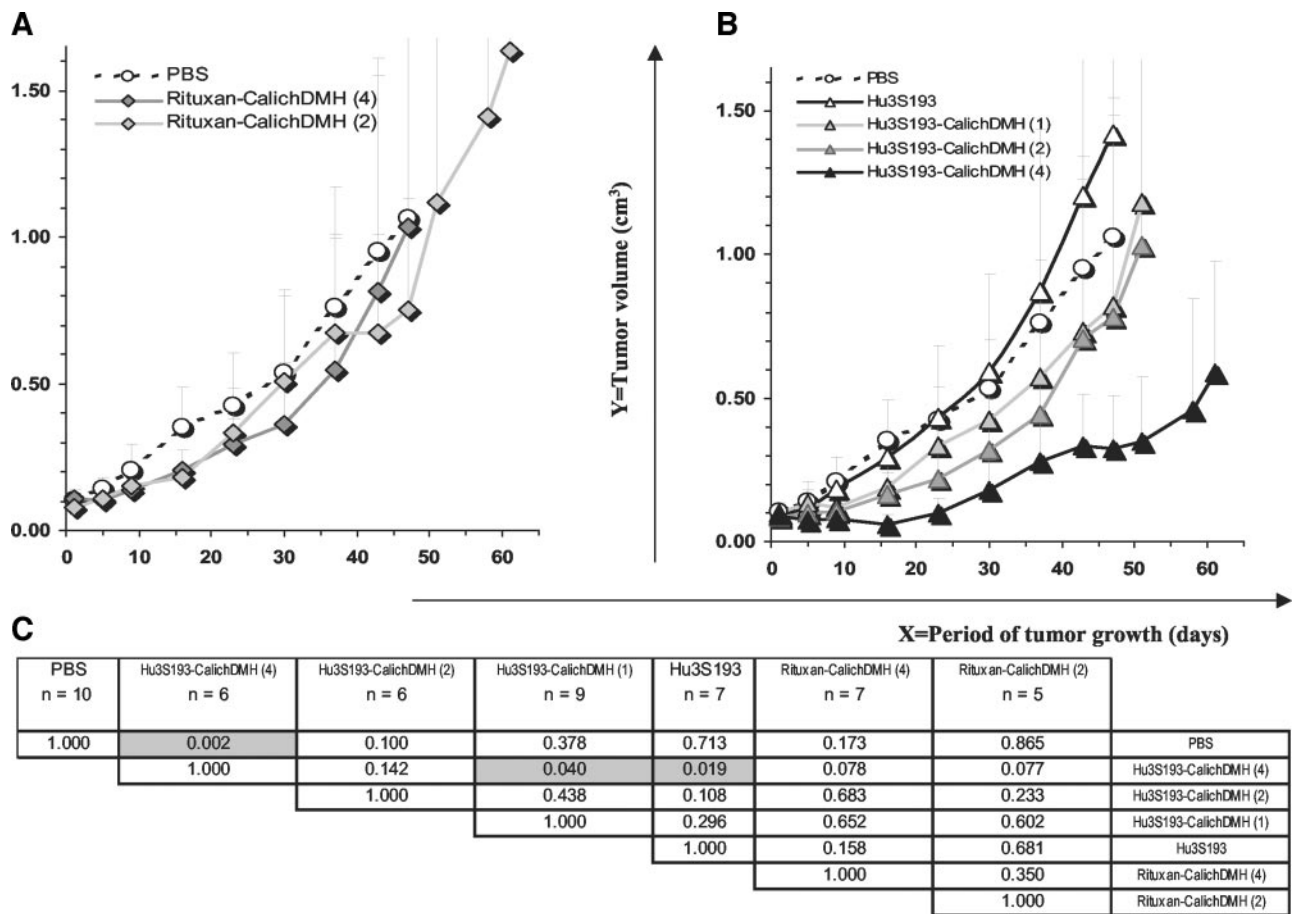 A
1.50
1.00
0.50
0.00
0 10 20 30 40 50 60
PBS
Rituxan-CalichDMH (4)
Rituxan-CalichDMH (2)
Y=Tumor volume (cm³)
B
1.50
1.00
0.50
0.00
0 10 20 30 40 50 60
PBS
Hu3S193
Hu3S193-CalichDMH (1)
Hu3S193-CalichDMH (2)
Hu3S193-CalichDMH (4)
X=Period of tumor growth (days)
C
PBS Hu3S193-CalichDMH (4) Hu3S193-CalichDMH (2) Hu3S193-CalichDMH (1) Hu3S193 Rituxan-CalichDMH (4) Rituxan-CalichDMH (2)
n = 10 n = 6 n = 6 n = 9 n = 7 n = 7 n = 5
1.000 0.002 0.100 0.378 0.713 0.173 0.865 PBS
1.000 0.142 0.040 0.019 0.078 0.077 Hu3S193-CalichDMH (4)
1.000 0.438 0.108 0.683 0.233 Hu3S193-CalichDMH (2)
1.000 0.296 0.652 0.602 Hu3S193-CalichDMH (1)
1.000 0.158 0.681 Hu3S193
1.000 0.350 Rituxan-CalichDMH (4)
1.000 Rituxan-CalichDMH (2)